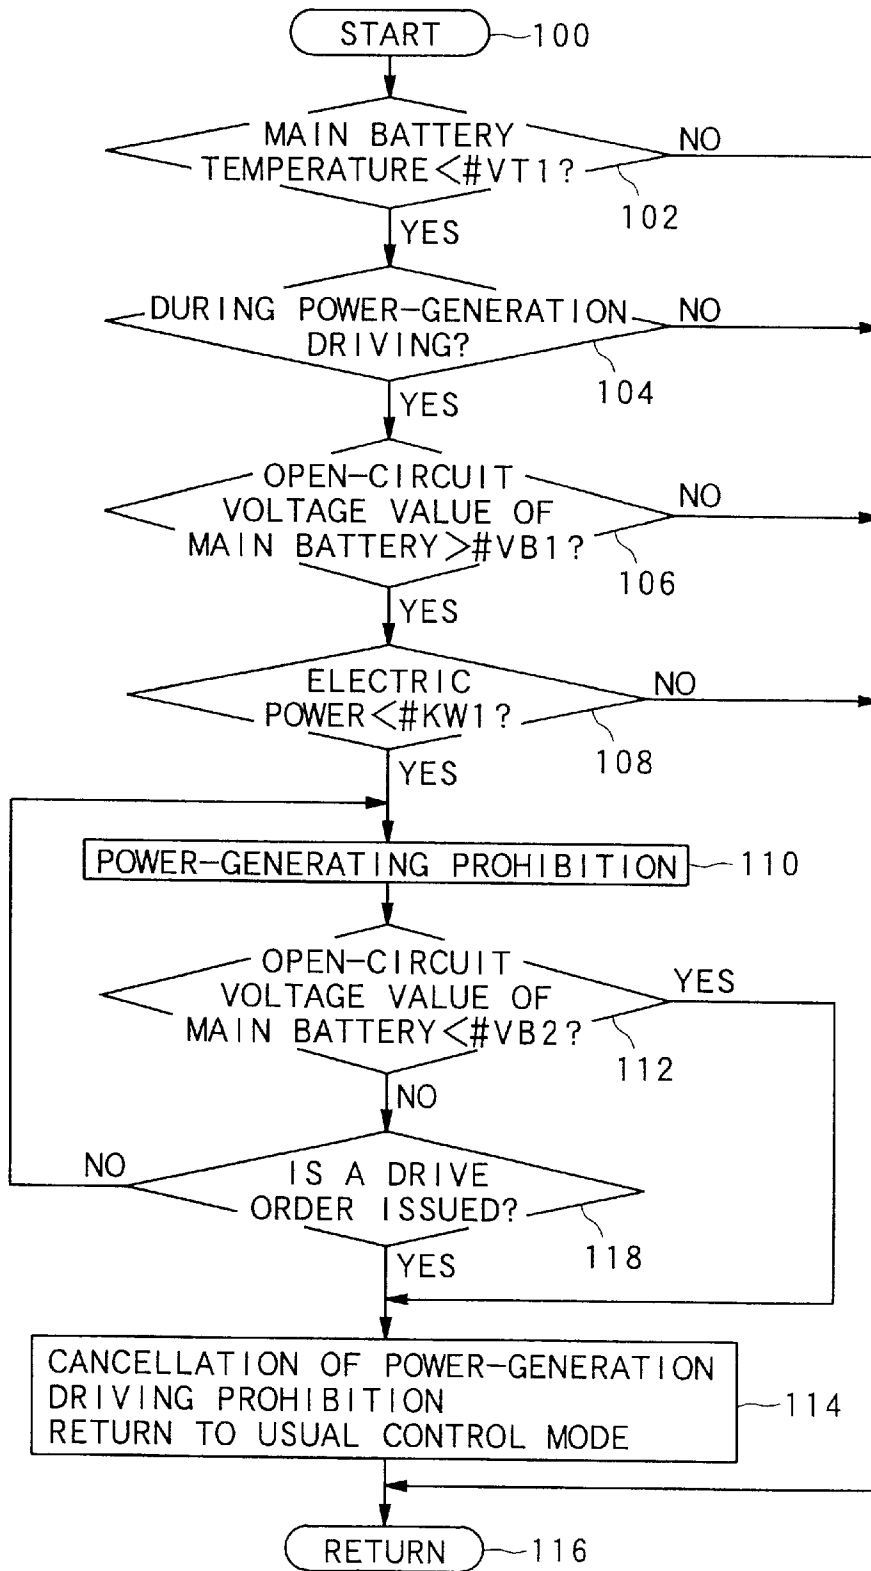 START
100
MAIN BATTERY
TEMPERATURE<#VT1?
NO
102
YES
DURING POWER-GENERATION
DRIVING?
NO
104
YES
OPEN-CIRCUIT
VOLTAGE VALUE OF
MAIN BATTERY>#VB1?
NO
106
YES
ELECTRIC
POWER<#KW1?
NO
108
YES
POWER-GENERATING PROHIBITION
110
OPEN-CIRCUIT
VOLTAGE VALUE OF
MAIN BATTERY<#VB2?
YES
112
NO
IS A DRIVE
ORDER ISSUED?
NO
118
YES
CANCELLATION OF POWER-GENERATION
DRIVING PROHIBITION
RETURN TO USUAL CONTROL MODE
114
RETURN
116